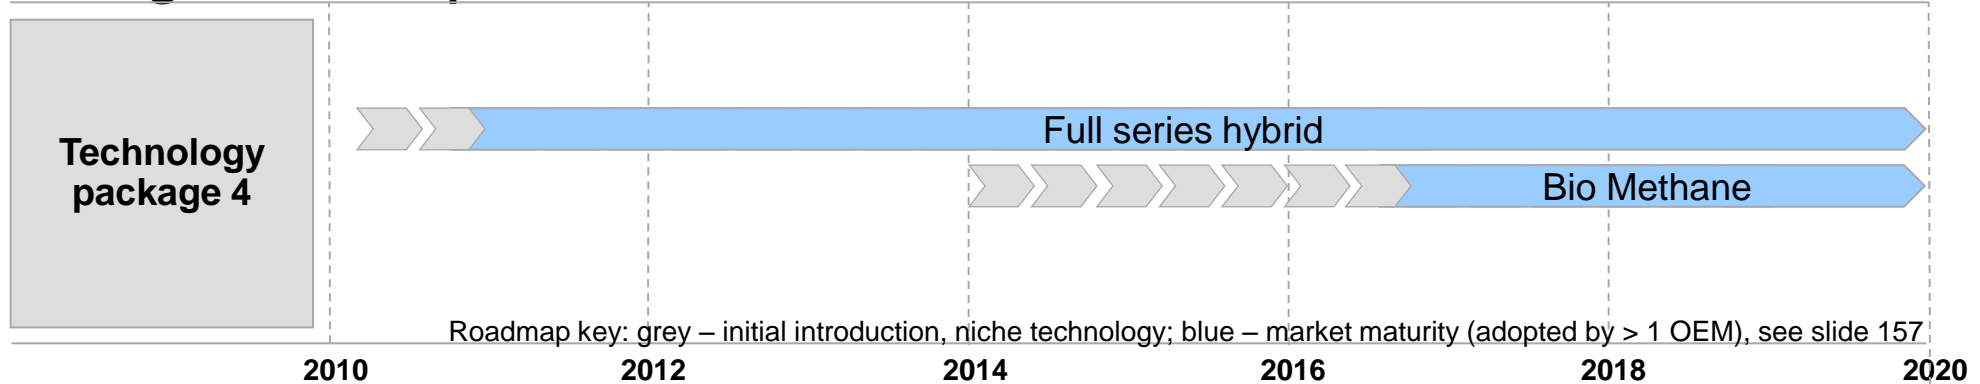 Full series hybrid
Technology
package 4
Bio Methane
Roadmap key: grey – initial introduction, niche technology; blue – market maturity (adopted by > 1 OEM), see slide 157
2010 2012 2014 2016 2018 2020